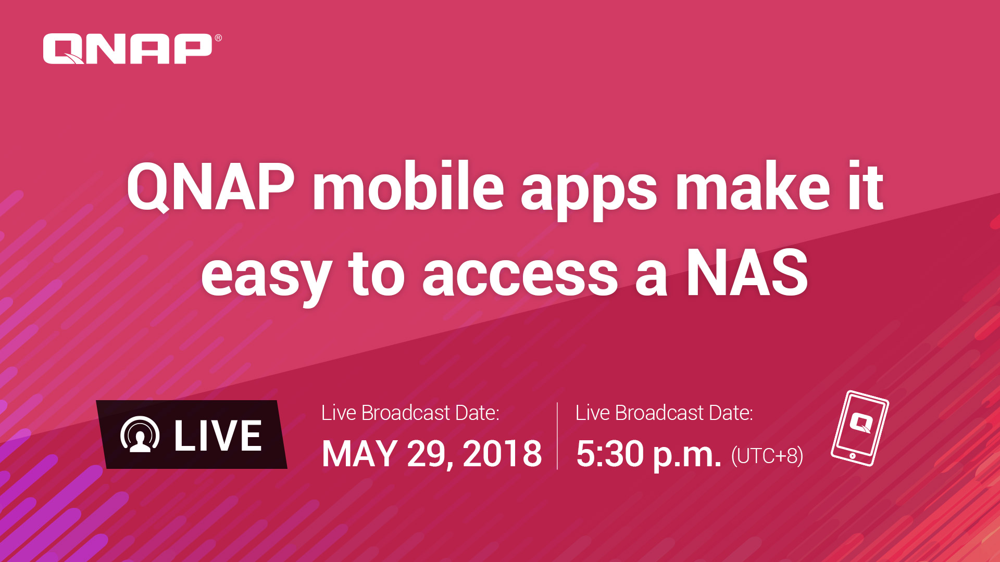 QNAP®
QNAP mobile apps make it
easy to access a NAS
LIVE
Live Broadcast Date:
MAY 29, 2018
Live Broadcast Date:
5:30 p.m. (UTC+8)